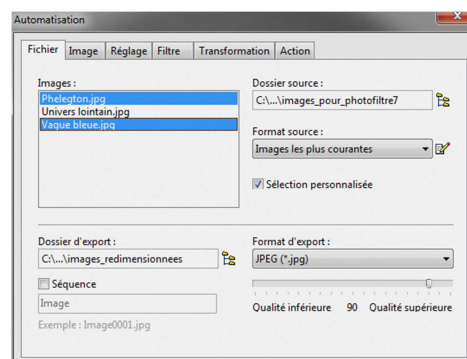 Automatisation
Fichier Image Réglage Filtre Transformation Action
Images :
Phelegton.jpg
Univers lointain.jpg
Vaque bleue.jpg
Dossier source :
C:\...\images_pour_photofiltre7
Format source :
Images les plus courantes
Sélection personnalisée
Dossier d'export :
C:\...\images_redimensionnees
Séquence
Image
Exemple : Image0001.jpg
Format d'export :
JPEG (*.jpg)
Qualité inférieure 90 Qualité supérieure